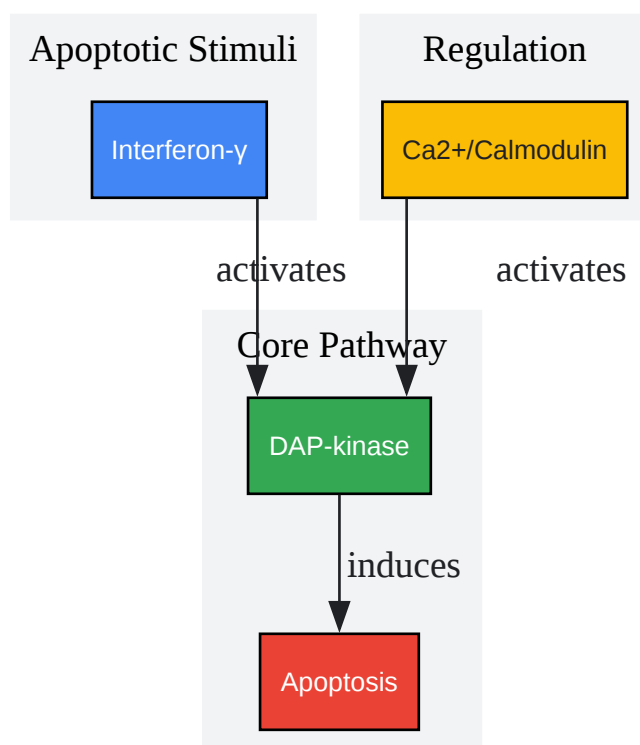 Apoptotic Stimuli
Regulation
Interferon-γ
Ca2+/Calmodulin
activates
activates
Core Pathway
DAP-kinase
induces
Apoptosis